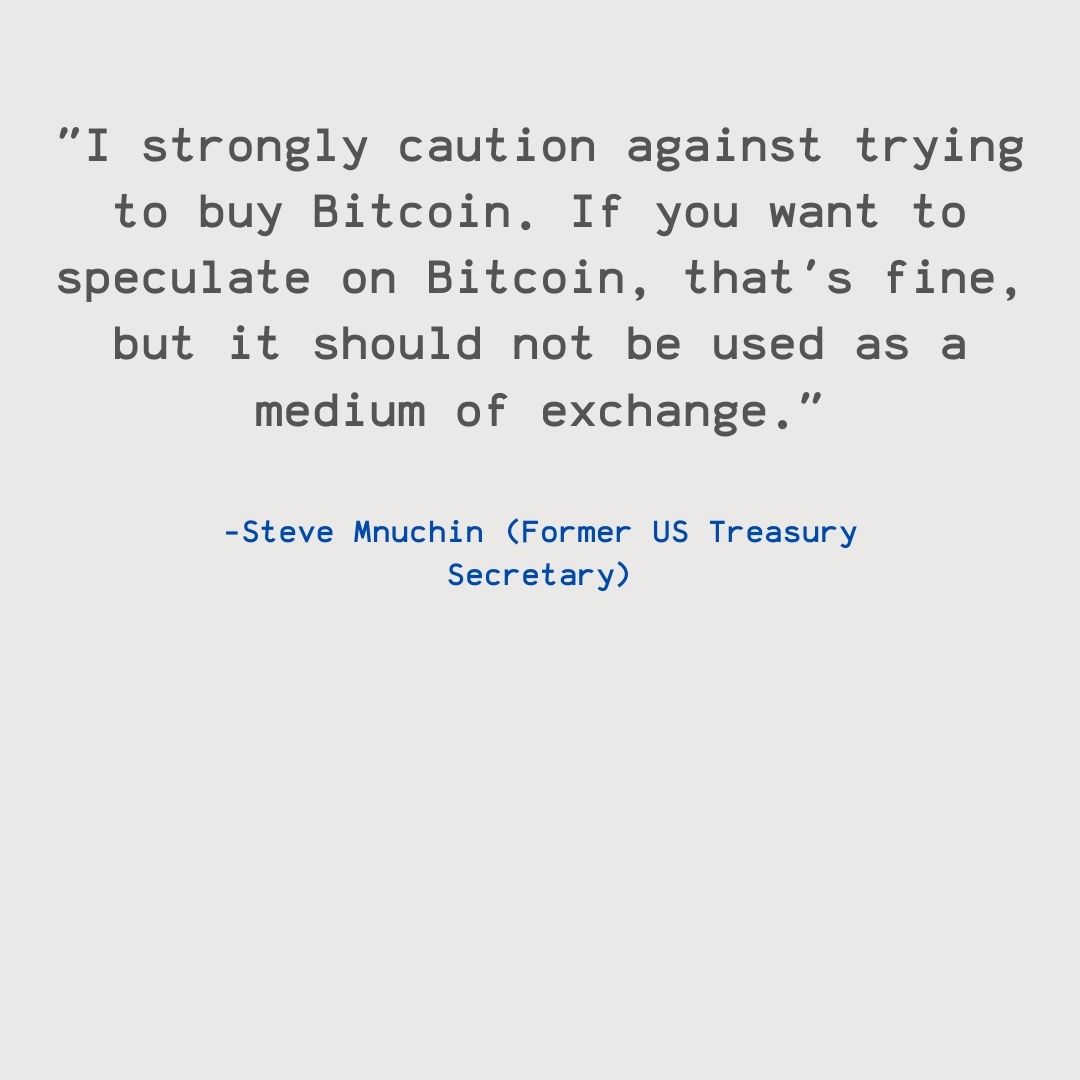 "I strongly caution against trying
to buy Bitcoin. If you want to
speculate on Bitcoin, that's fine,
but it should not be used as a
medium of exchange."
-Steve Mnuchin (Former US Treasury
Secretary)